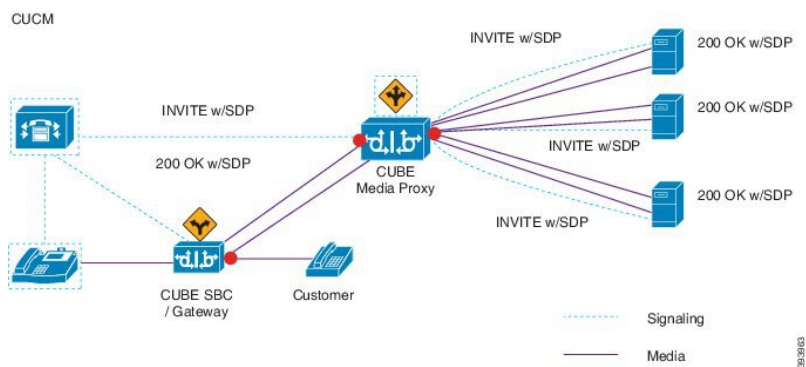 CUCM
INVITE w/SDP
200 OK w/SDP
INVITE w/SDP
200 OK w/SDP
CUBE
Media Proxy
INVITE w/SDP
200 OK w/SDP
INVITE w/SDP
200 OK w/SDP
CUBE SBC
/ Gateway
Customer
Signaling
Media
393963